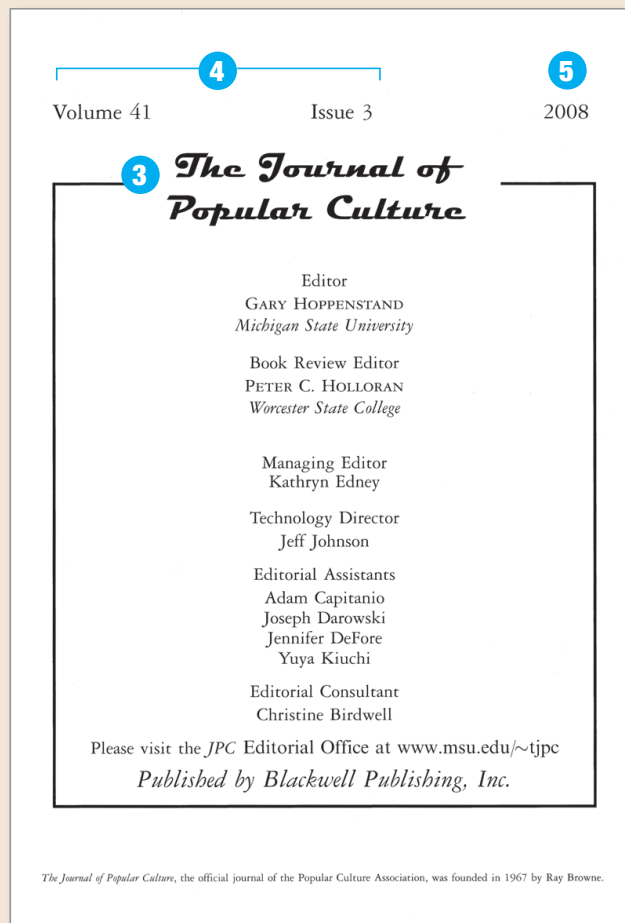 4
5
Volume 41 Issue 3 2008
3
The Journal of
Popular Culture
Editor
GARY HOPPENSTAND
Michigan State University
Book Review Editor
PETER C. HOLLORAN
Worcester State College
Managing Editor
Kathryn Edney
Technology Director
Jeff Johnson
Editorial Assistants
Adam Capitanio
Joseph Darowski
Jennifer DeFore
Yuya Kiuchi
Editorial Consultant
Christine Birdwell
Please visit the JPC Editorial Office at www.msu.edu/~tjpc
Published by Blackwell Publishing, Inc.
The Journal of Popular Culture, the official journal of the Popular Culture Association, was founded in 1967 by Ray Browne.